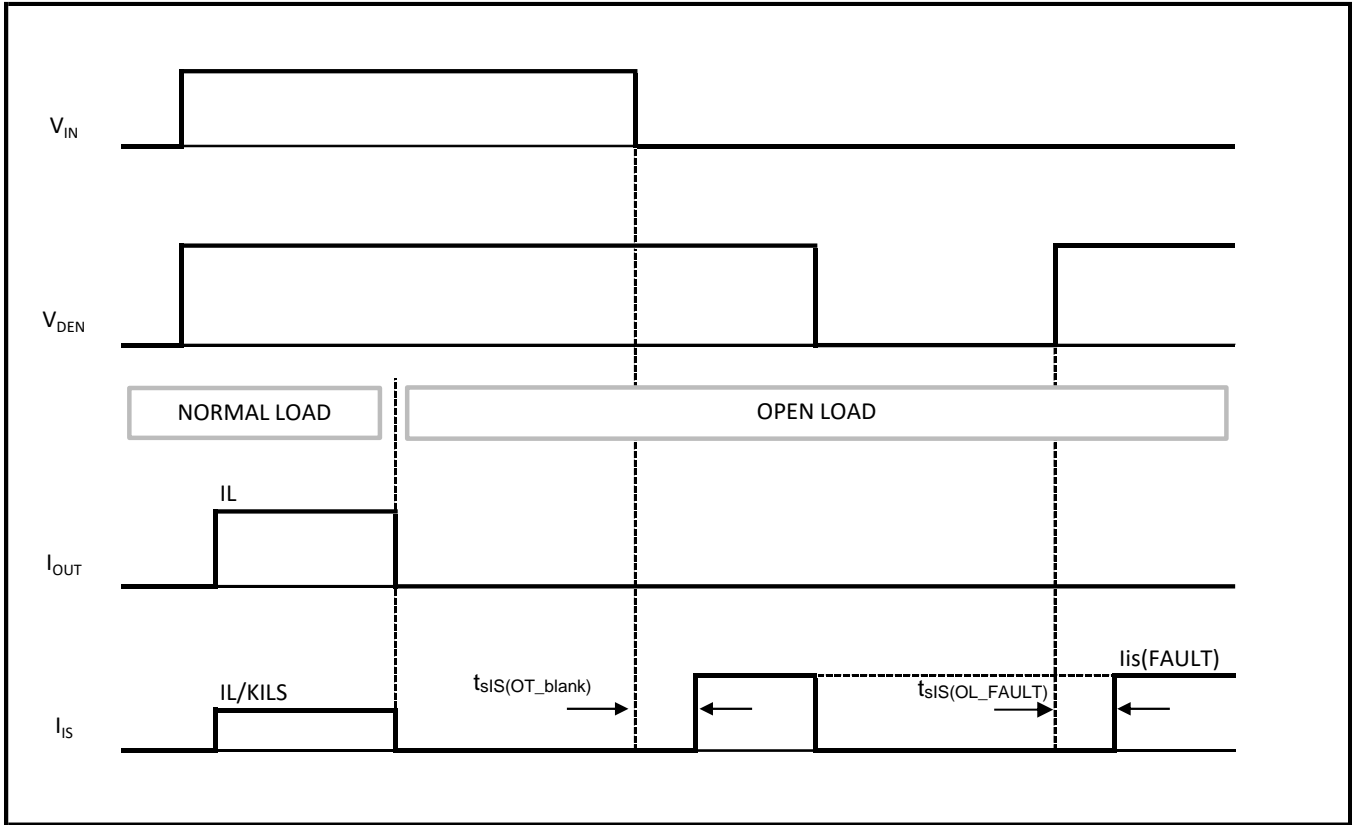 VIN
VDEN
NORMAL LOAD
OPEN LOAD
IL
IOUT
IL/KILS
tsIS(OT_blank)
tsIS(OL_FAULT)
Iis(FAULT)
IIS